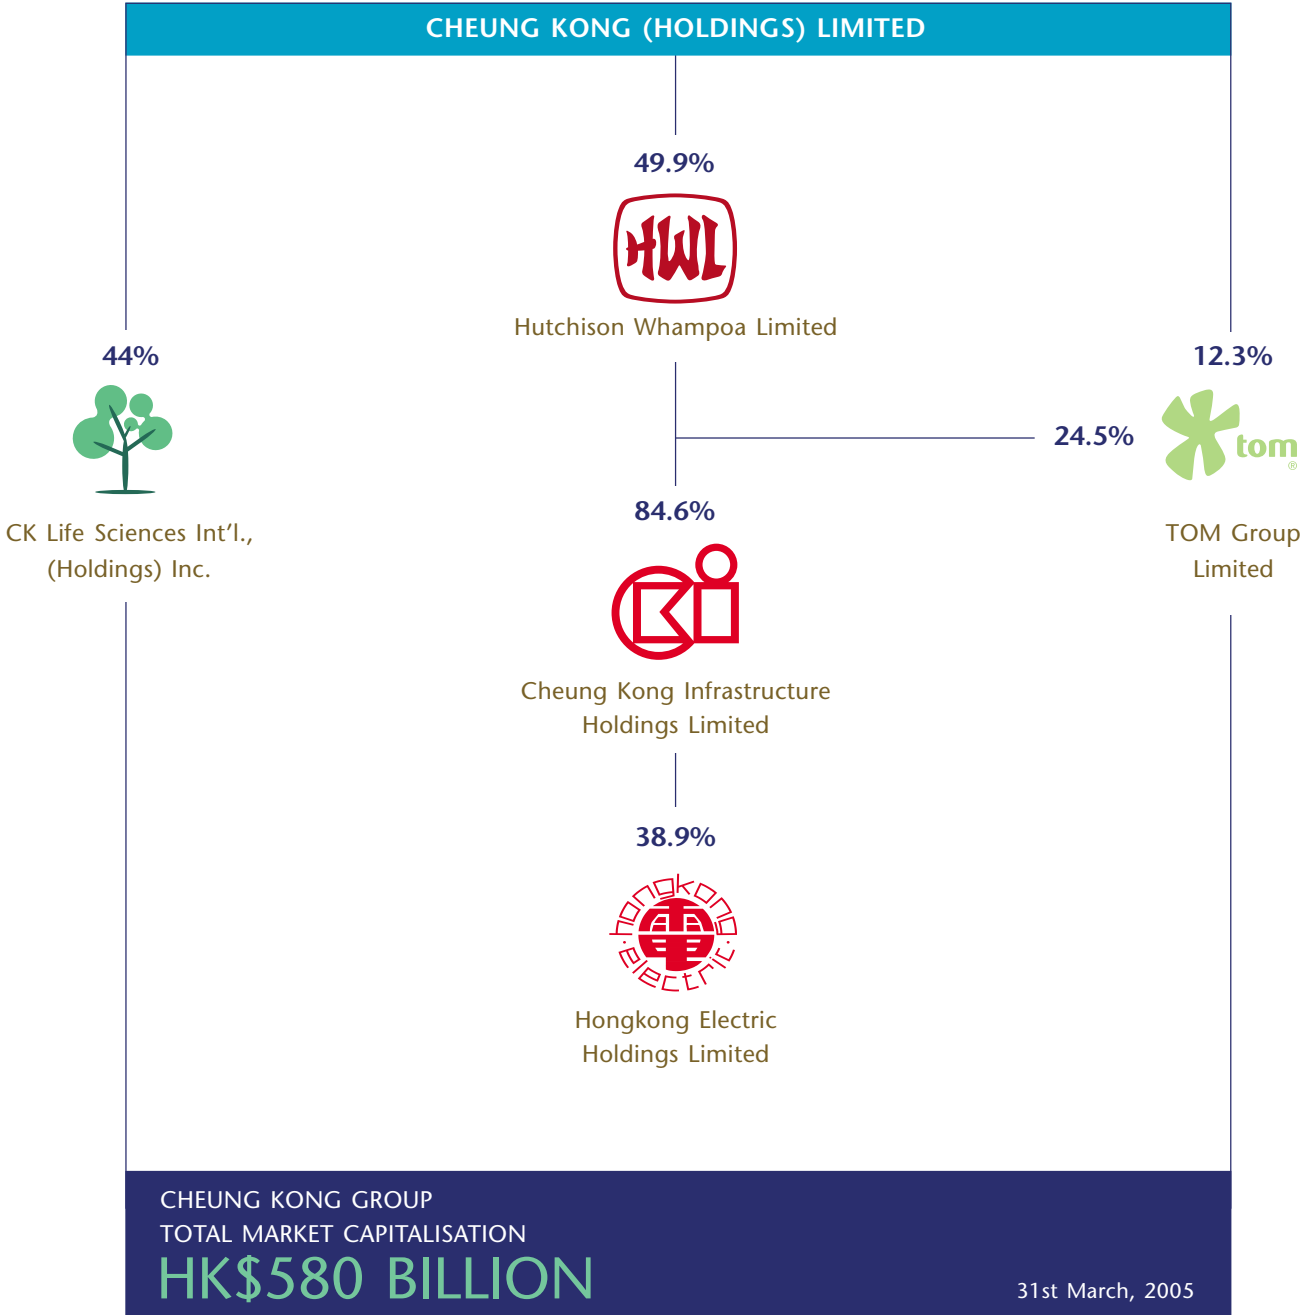 CHEUNG KONG (HOLDINGS) LIMITED
49.9%
HWL
Hutchison Whampoa Limited
44%
12.3%
24.5%
tom
®
CK Life Sciences Int'l.,
(Holdings) Inc.
84.6%
TOM Group
Limited
CKI
Cheung Kong Infrastructure
Holdings Limited
38.9%
hongkong
electric
Hongkong Electric
Holdings Limited
CHEUNG KONG GROUP
TOTAL MARKET CAPITALISATION
HK$580 BILLION
31st March, 2005